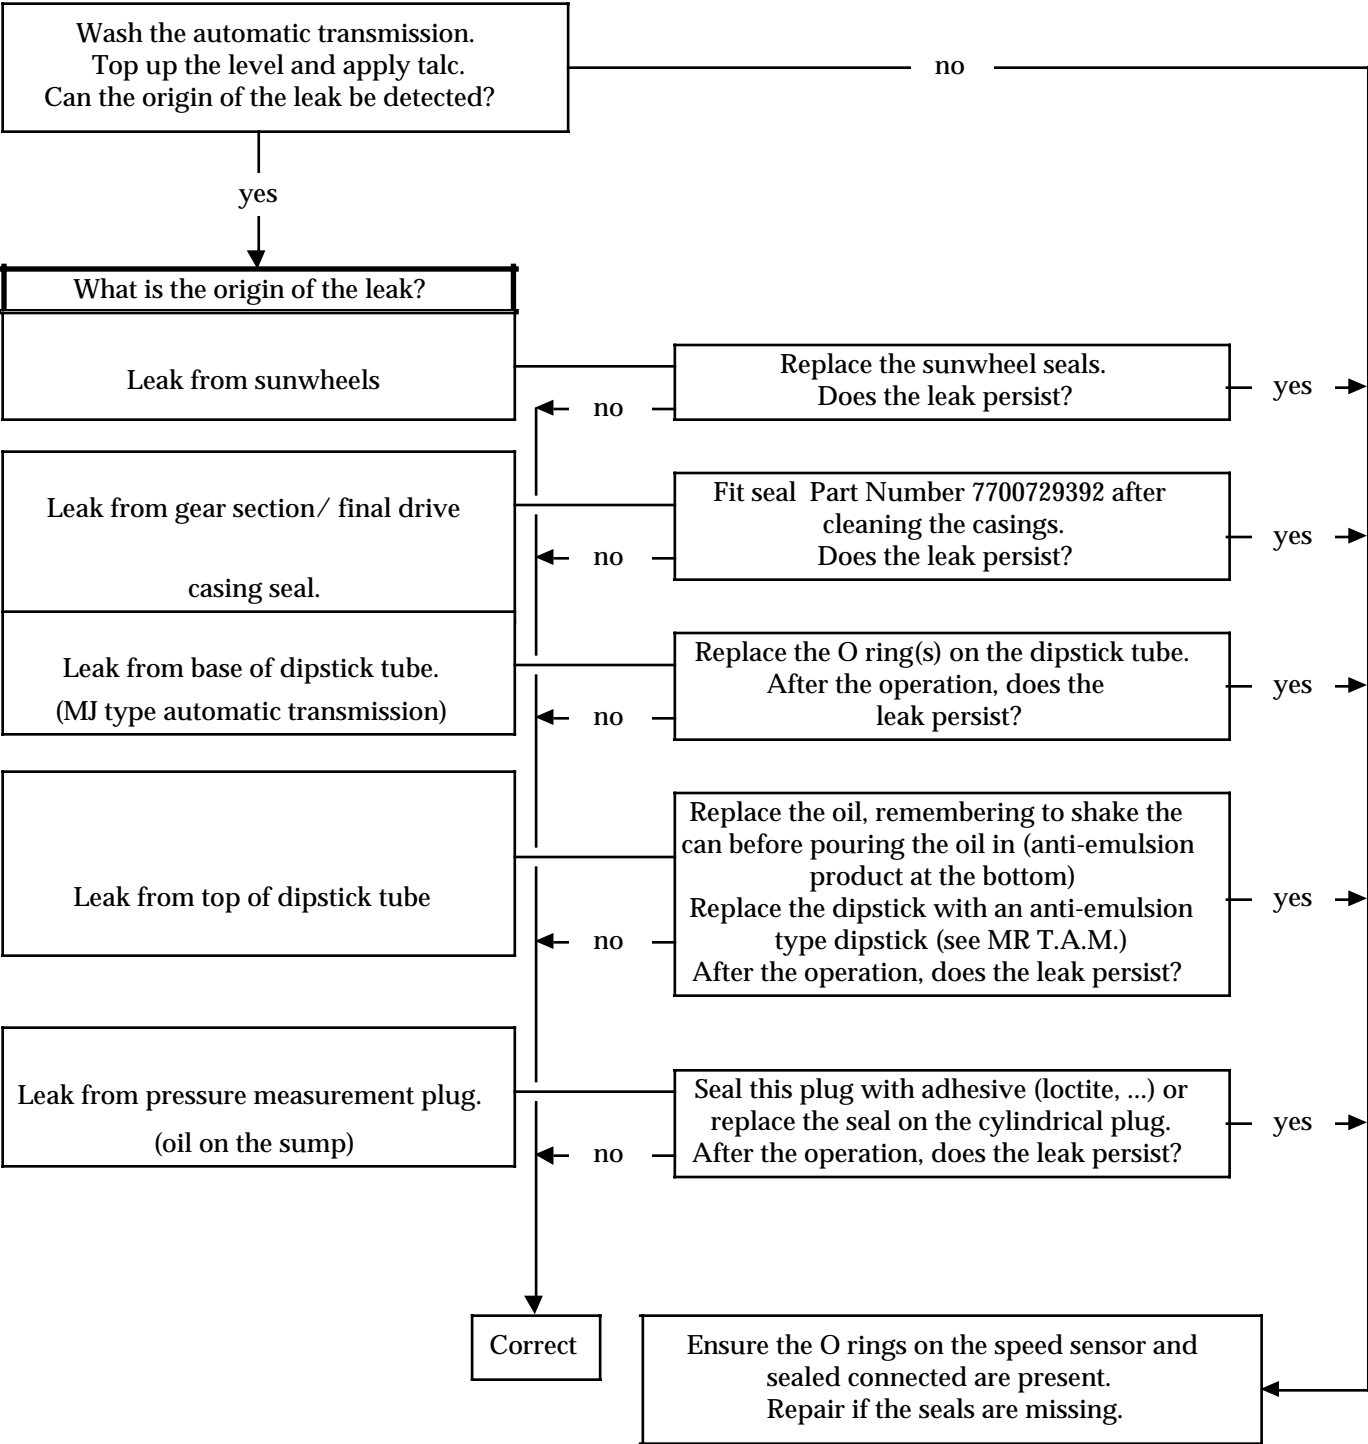 Wash the automatic transmission.
Top up the level and apply talc.
Can the origin of the leak be detected?
no
yes
What is the origin of the leak?
Leak from sunwheels
Replace the sunwheel seals.
Does the leak persist?
yes
no
Leak from gear section/ final drive
casing seal.
Fit seal Part Number 7700729392 after
cleaning the casings.
Does the leak persist?
yes
no
Leak from base of dipstick tube.
(MJ type automatic transmission)
Replace the O ring(s) on the dipstick tube.
After the operation, does the
leak persist?
yes
no
Leak from top of dipstick tube
Replace the oil, remembering to shake the
can before pouring the oil in (anti-emulsion
product at the bottom)
Replace the dipstick with an anti-emulsion
type dipstick (see MR T.A.M.)
After the operation, does the leak persist?
yes
no
Leak from pressure measurement plug.
(oil on the sump)
Seal this plug with adhesive (loctite, ...) or
replace the seal on the cylindrical plug.
After the operation, does the leak persist?
yes
no
Correct
Ensure the O rings on the speed sensor and
sealed connected are present.
Repair if the seals are missing.